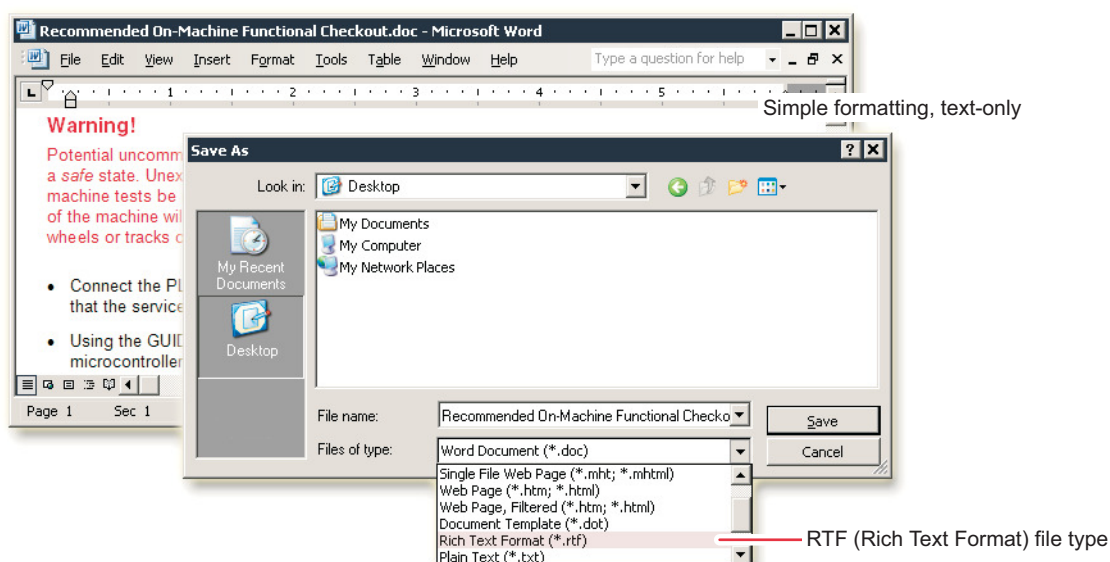 Recommended On-Machine Functional Checkout.doc - Microsoft Word
File Edit View Insert Format Tools Table Window Help Type a question for help
1 2 3 4 5
Simple formatting, text-only
Warning!
Potential uncomm
a safe state. Unex
machine tests be
of the machine wil
wheels or tracks
• Connect the
that the service
• Using the
microcontroller
Page 1 Sec 1
Save As
Look in: Desktop
My Recent
Documents
Desktop
My Documents
My Computer
My Network Places
File name: Recommended On-Machine Functional Checko
Save
Files of type: Word Document (*.doc)
Cancel
Single File Web Page (*.mht; *.mhtml)
Web Page (*.htm; *.html)
Web Page, Filtered (*.htm; *.html)
Document Template (*.dot)
Rich Text Format (*.rtf)
Plain Text (*.txt)
RTF (Rich Text Format) file type